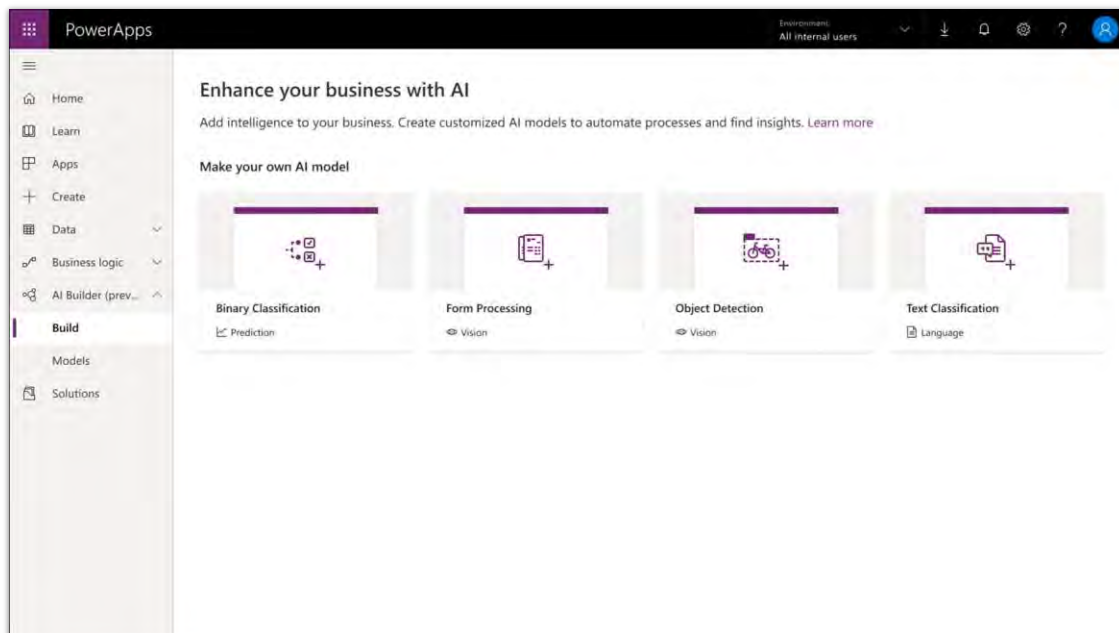 PowerApps
Environment
All internal users
?
Home
Learn
Apps
Create
Data
Business logic
AI Builder (prev...
Build
Models
Solutions
Enhance your business with AI
Add intelligence to your business. Create customized AI models to automate processes and find insights. Learn more
Make your own AI model
Binary Classification
Prediction
Form Processing
Vision
Object Detection
Vision
Text Classification
Language